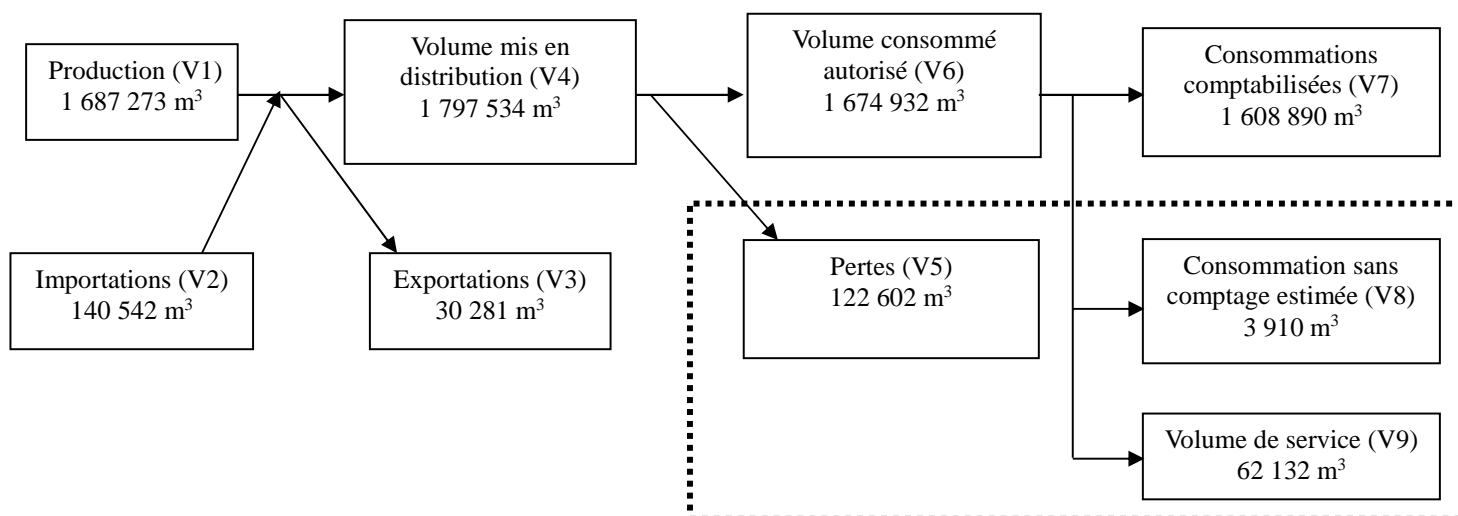 Production (V1)
1 687 273 m³
Volume mis en
distribution (V4)
1 797 534 m³
Volume consommé
autorisé (V6)
1 674 932 m³
Consommations
comptabilisées (V7)
1 608 890 m³
Importations (V2)
140 542 m³
Exportations (V3)
30 281 m³
Pertes (V5)
122 602 m³
Consommation sans
comptage estimée (V8)
3 910 m³
Volume de service (V9)
62 132 m³